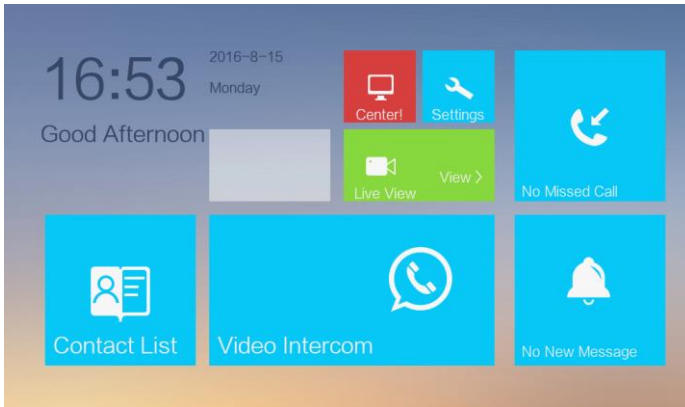 16:53
2016-8-15
Monday
Good Afternoon
Center!
Settings
Live View
View >
No Missed Call
Contact List
Video Intercom
No New Message